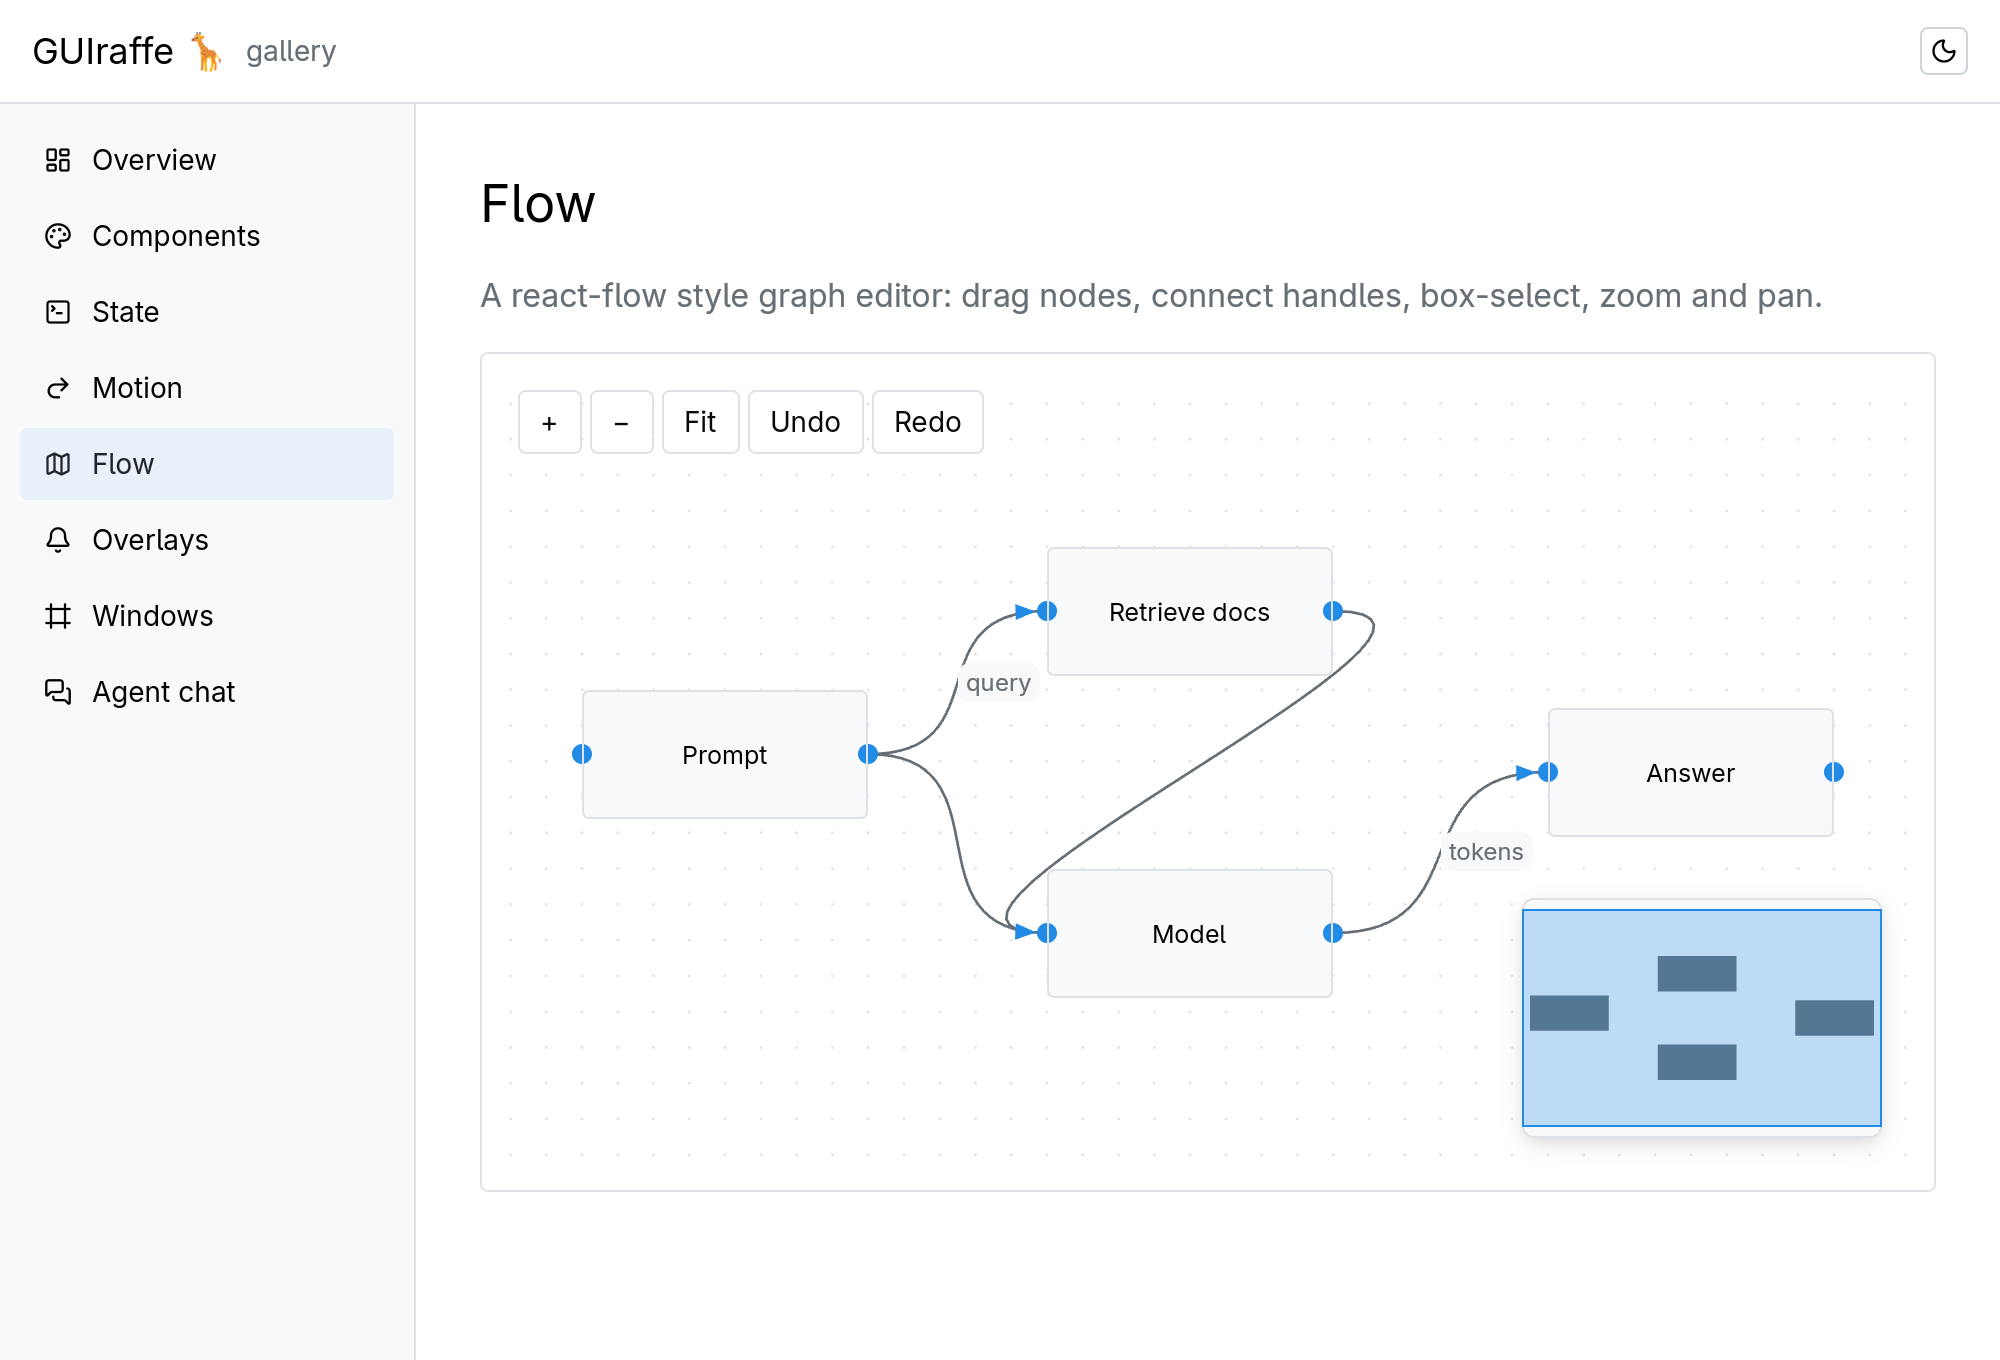 GUIraffe 🦒 gallery
Overview
Components
State
Motion
Flow
Overlays
Windows
Agent chat
Flow
A react-flow style graph editor: drag nodes, connect handles, box-select, zoom and pan.
+ − Fit Undo Redo
Retrieve docs
query
Prompt
Answer
tokens
Model